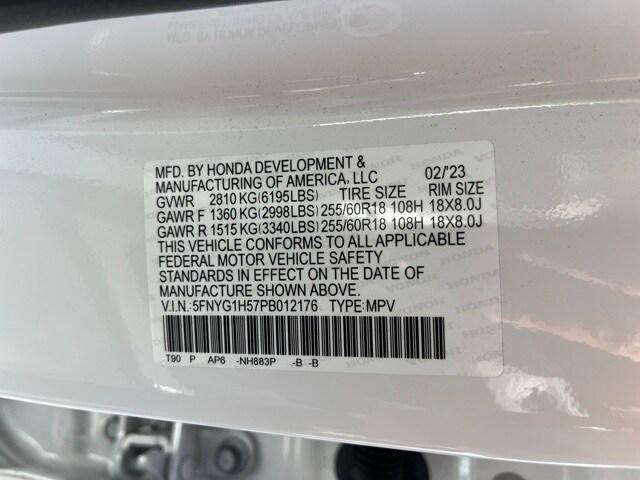 MFD. BY HONDA DEVELOPMENT &
MANUFACTURING OF AMERICA, LLC 02/'23
GVWR 2810 KG(6195LBS) TIRE SIZE RIM SIZE
GAWR F 1360 KG(2998LBS) 255/60R18 108H 18X8.0J
GAWR R 1515 KG(3340LBS) 255/60R18 108H 18X8.0J
THIS VEHICLE CONFORMS TO ALL APPLICABLE
FEDERAL MOTOR VEHICLE SAFETY
STANDARDS IN EFFECT ON THE DATE OF
MANUFACTURE SHOWN ABOVE.
V.I.N.:5FNYG1H57PB012176 TYPE:MPV
T90 P AP6 -NH883P -B -B